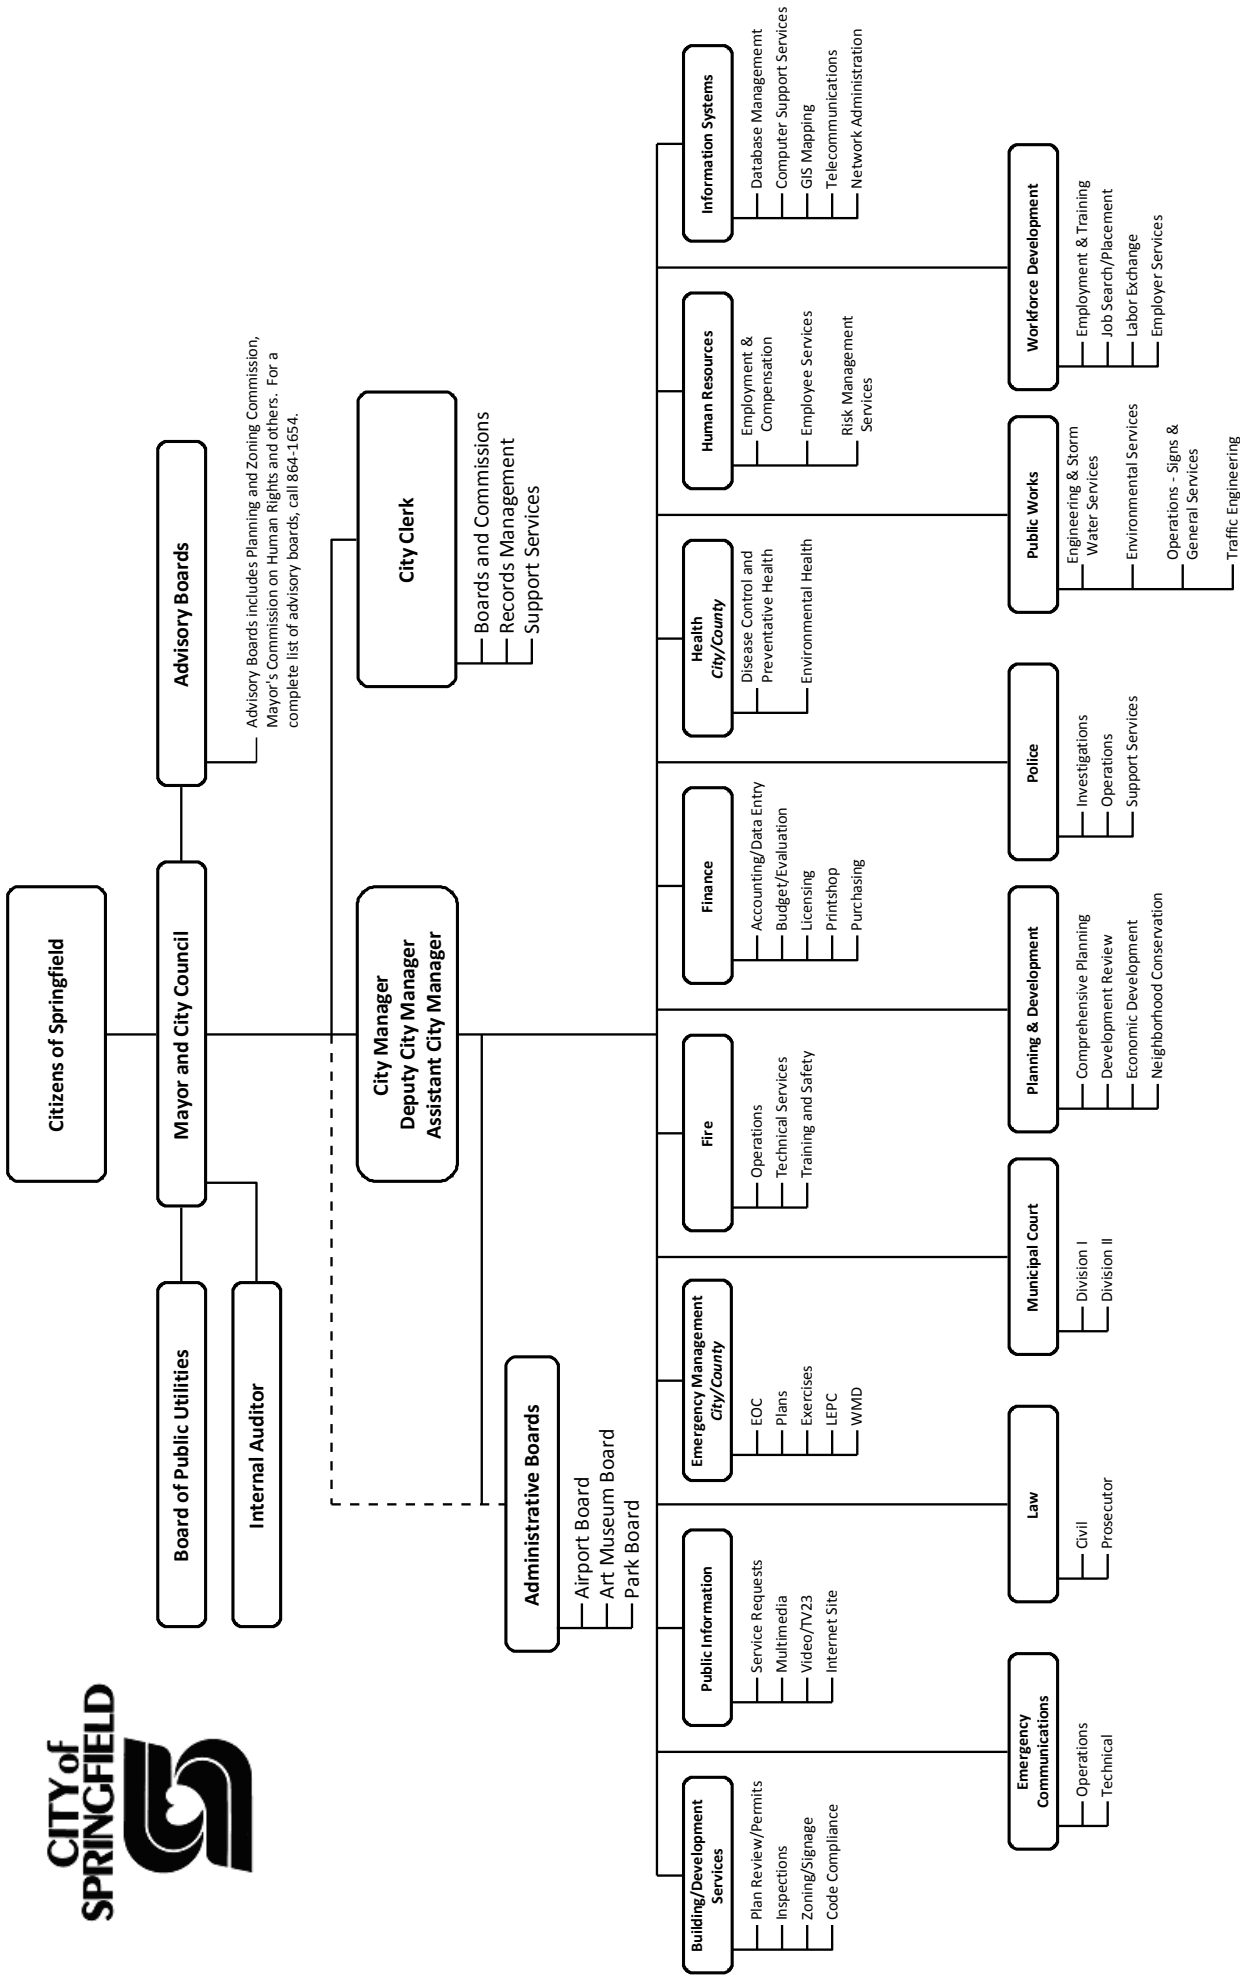 CITY of
SPRINGFIELD
Citizens of Springfield
Board of Public Utilities
Mayor and City Council
Advisory Boards
Internal Auditor
Advisory Boards includes Planning and Zoning Commission,
Mayor's Commission on Human Rights and others. For a
complete list of advisory boards, call 864-1654.
City Manager
Deputy City Manager
Assistant City Manager
City Clerk
Boards and Commissions
Records Management
Support Services
Administrative Boards
Airport Board
Art Museum Board
Park Board
Building/Development
Services
Plan Review/Permits
Inspections
Zoning/Signage
Code Compliance
Public Information
Service Requests
Multimedia
Video/TV23
Internet Site
Emergency Management
City/County
EOC
Plans
Exercises
LEPC
WMD
Fire
Operations
Technical Services
Training and Safety
Finance
Accounting/Data Entry
Budget/Evaluation
Licensing
Printshop
Purchasing
Health
City/County
Disease Control and
Preventative Health
Environmental Health
Human Resources
Employment &
Compensation
Employee Services
Risk Management
Services
Information Systems
Database Managememt
Computer Support Services
GIS Mapping
Telecommunications
Network Administration
Emergency
Communications
Operations
Technical
Law
Civil
Prosecutor
Municipal Court
Division I
Division II
Planning & Development
Comprehensive Planning
Development Review
Economic Development
Neighborhood Conservation
Police
Investigations
Operations
Support Services
Public Works
Engineering & Storm
Water Services
Environmental Services
Operations - Signs &
General Services
Traffic Engineering
Workforce Development
Employment & Training
Job Search/Placement
Labor Exchange
Employer Services